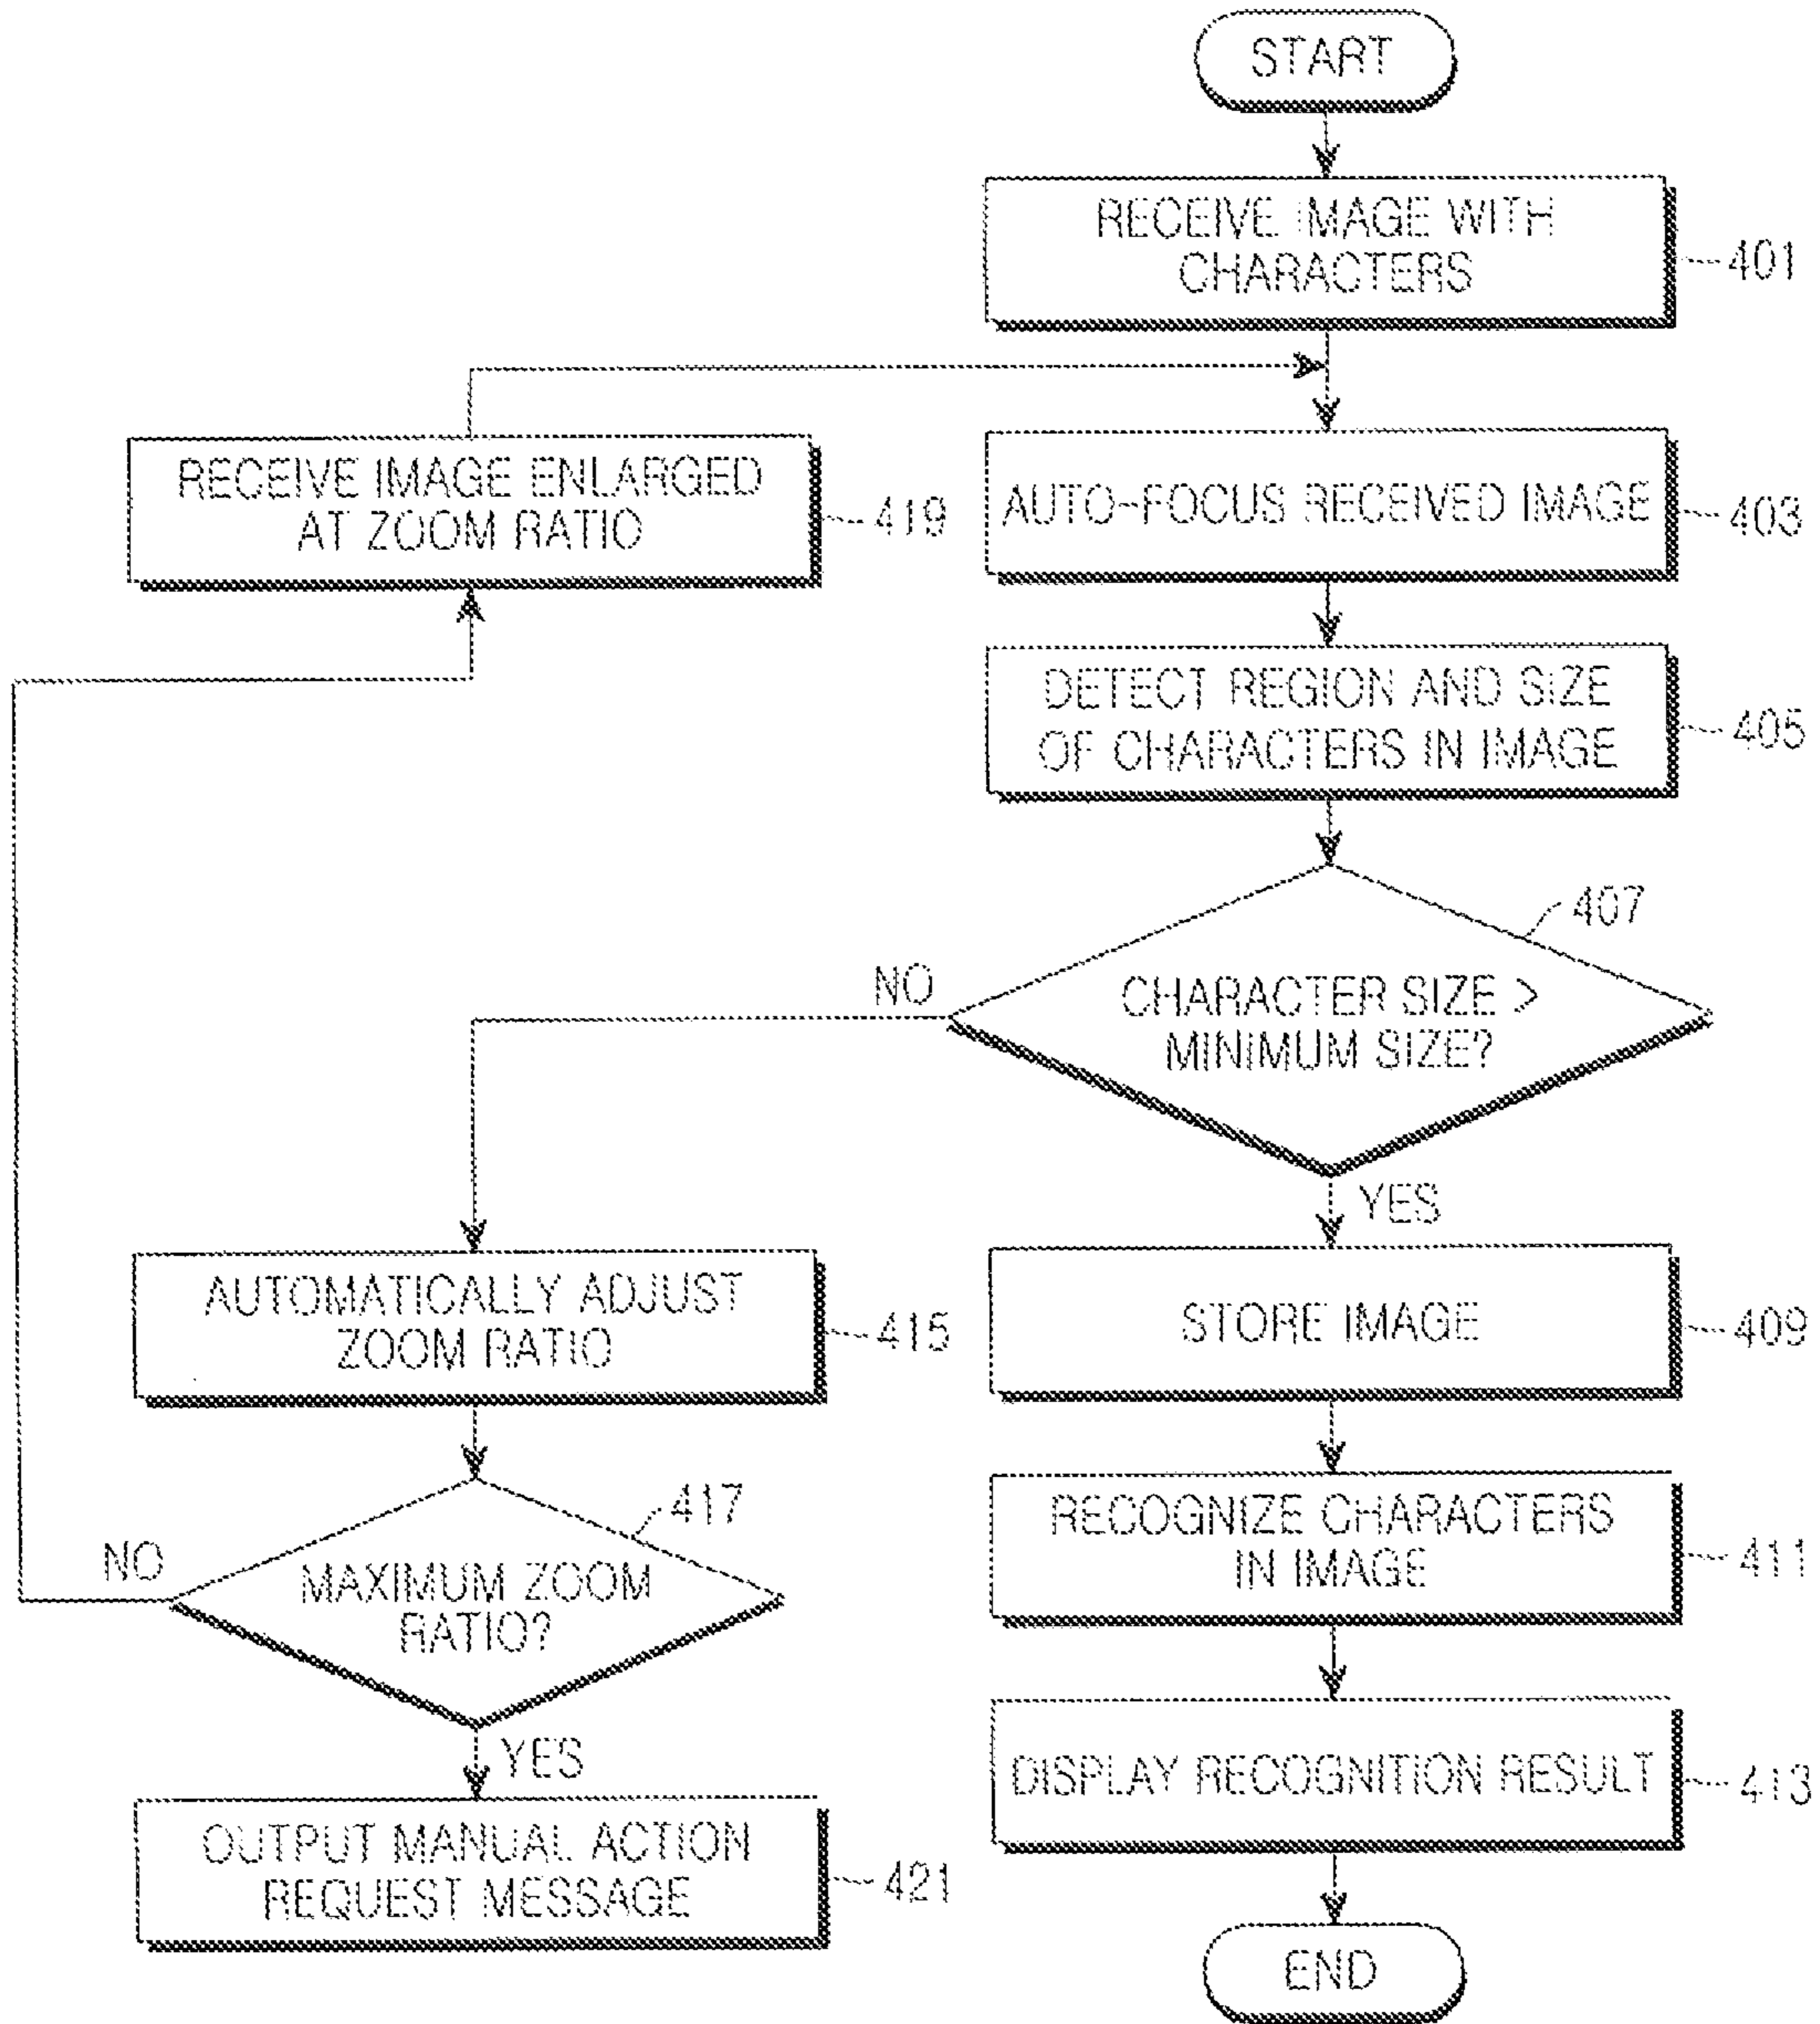 START
RECEIVE IMAGE WITH
CHARACTERS
401
RECEIVE IMAGE ENLARGED
AT ZOOM RATIO
419
AUTO-FOCUS RECEIVED IMAGE
403
DETECT REGION AND SIZE
OF CHARACTERS IN IMAGE
405
407
NO
CHARACTER SIZE >
MINIMUM SIZE?
YES
AUTOMATICALLY ADJUST
ZOOM RATIO
415
STORE IMAGE
409
417
NO
MAXIMUM ZOOM
RATIO?
YES
RECOGNIZE CHARACTERS
IN IMAGE
411
DISPLAY RECOGNITION RESULT
413
OUTPUT MANUAL ACTION
REQUEST MESSAGE
421
END